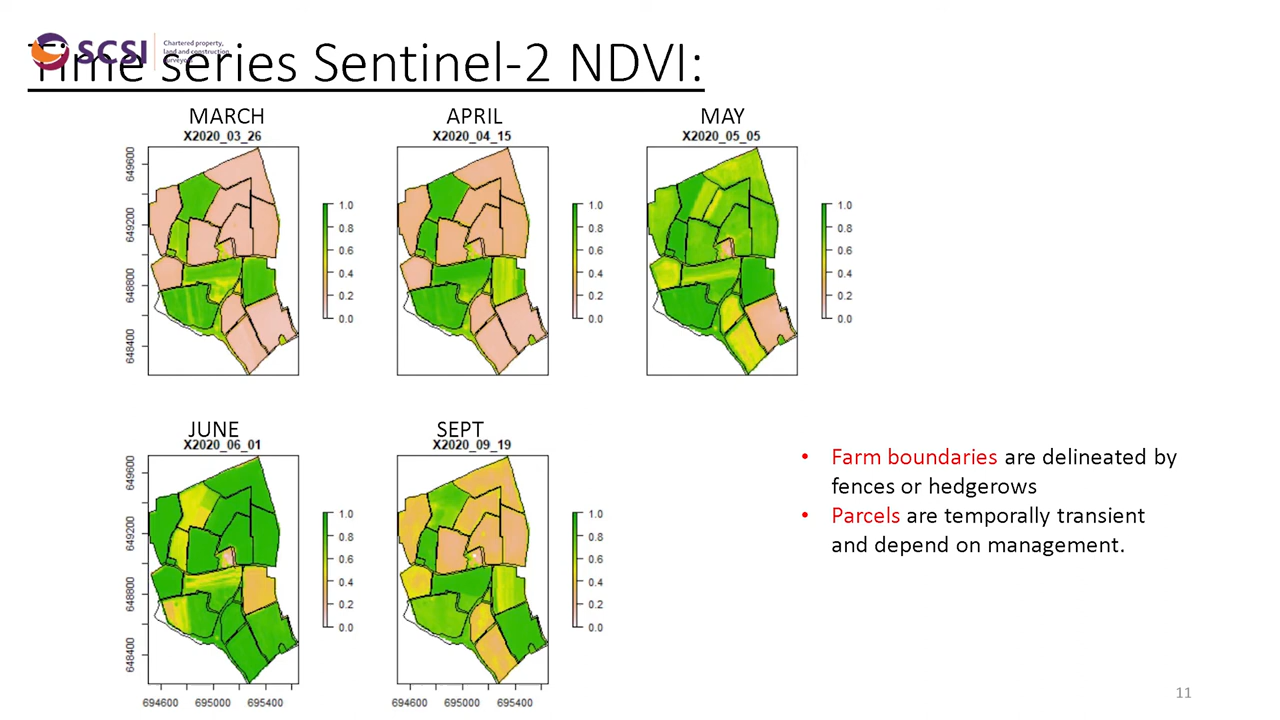 SCSI
Chartered property,
land and construction
surveyors
Time series Sentinel-2 NDVI:
MARCH
X2020_03_26
649600
649200
648800
648400
1.0
0.8
0.6
0.4
0.2
0.0
APRIL
X2020_04_15
1.0
0.8
0.6
0.4
0.2
0.0
MAY
X2020_05_05
1.0
0.8
0.6
0.4
0.2
0.0
JUNE
X2020_06_01
649600
649200
648800
648400
694600 695000 695400
1.0
0.8
0.6
0.4
0.2
0.0
SEPT
X2020_09_19
694600 695000 695400
1.0
0.8
0.6
0.4
0.2
0.0
• Farm boundaries are delineated by
fences or hedgerows
• Parcels are temporally transient
and depend on management.
11